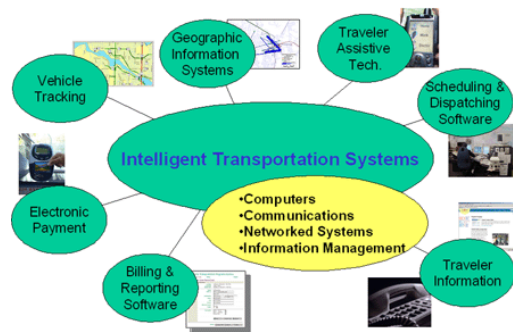 Geographic
Information
Systems
Traveler
Assistive
Tech.
Vehicle
Tracking
Scheduling &
Dispatching
Software
Intelligent Transportation Systems
•Computers
•Communications
•Networked Systems
•Information Management
Electronic
Payment
Billing &
Reporting
Software
Traveler
Information